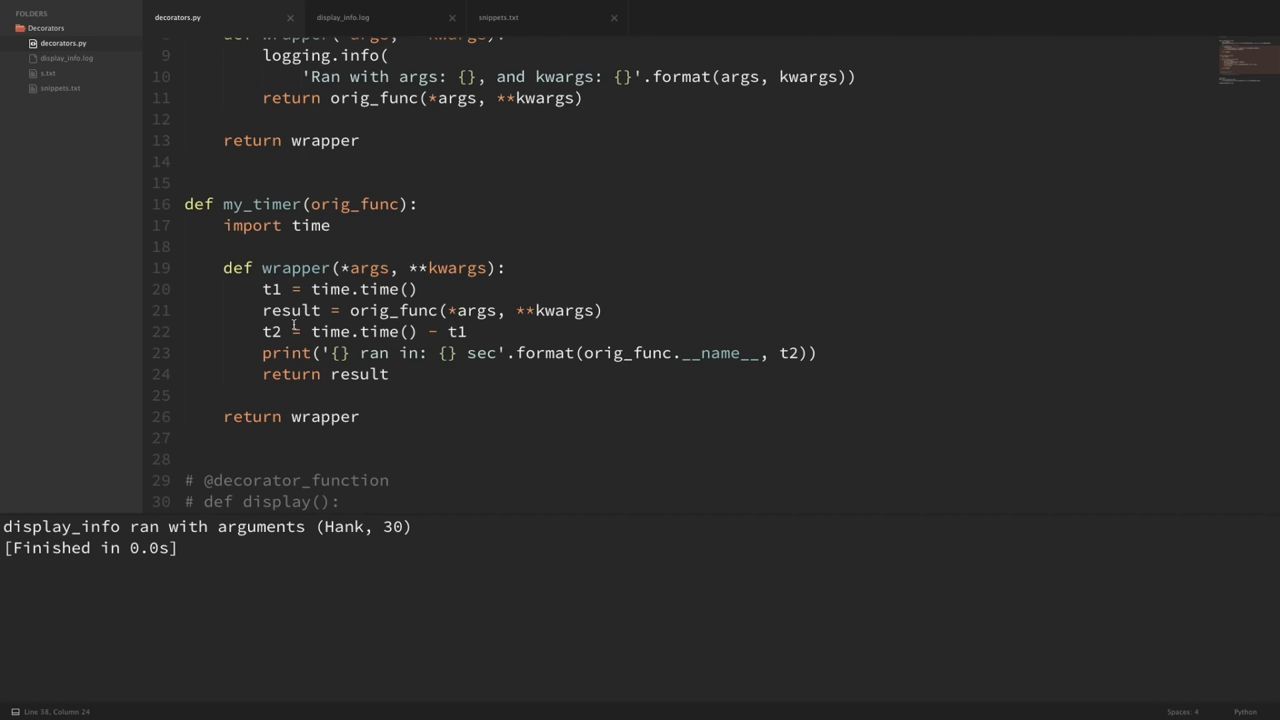 FOLDERS
Decorators
decorators.py
display_info.log
s.txt
snippets.txt
decorators.py
display_info.log
snippets.txt
9 logging.info(
10 'Ran with args: {}, and kwargs: {}'.format(args, kwargs))
11 return orig_func(*args, **kwargs)
12
13 return wrapper
14
15
16 def my_timer(orig_func):
17 import time
18
19 def wrapper(*args, **kwargs):
20 t1 = time.time()
21 result = orig_func(*args, **kwargs)
22 t2 = time.time() - t1
23 print('{} ran in: {} sec'.format(orig_func.__name__, t2))
24 return result
25
26 return wrapper
27
28
29 # @decorator_function
30 # def display():
display_info ran with arguments (Hank, 30)
[Finished in 0.0s]
Line 38, Column 24
Spaces: 4
Python